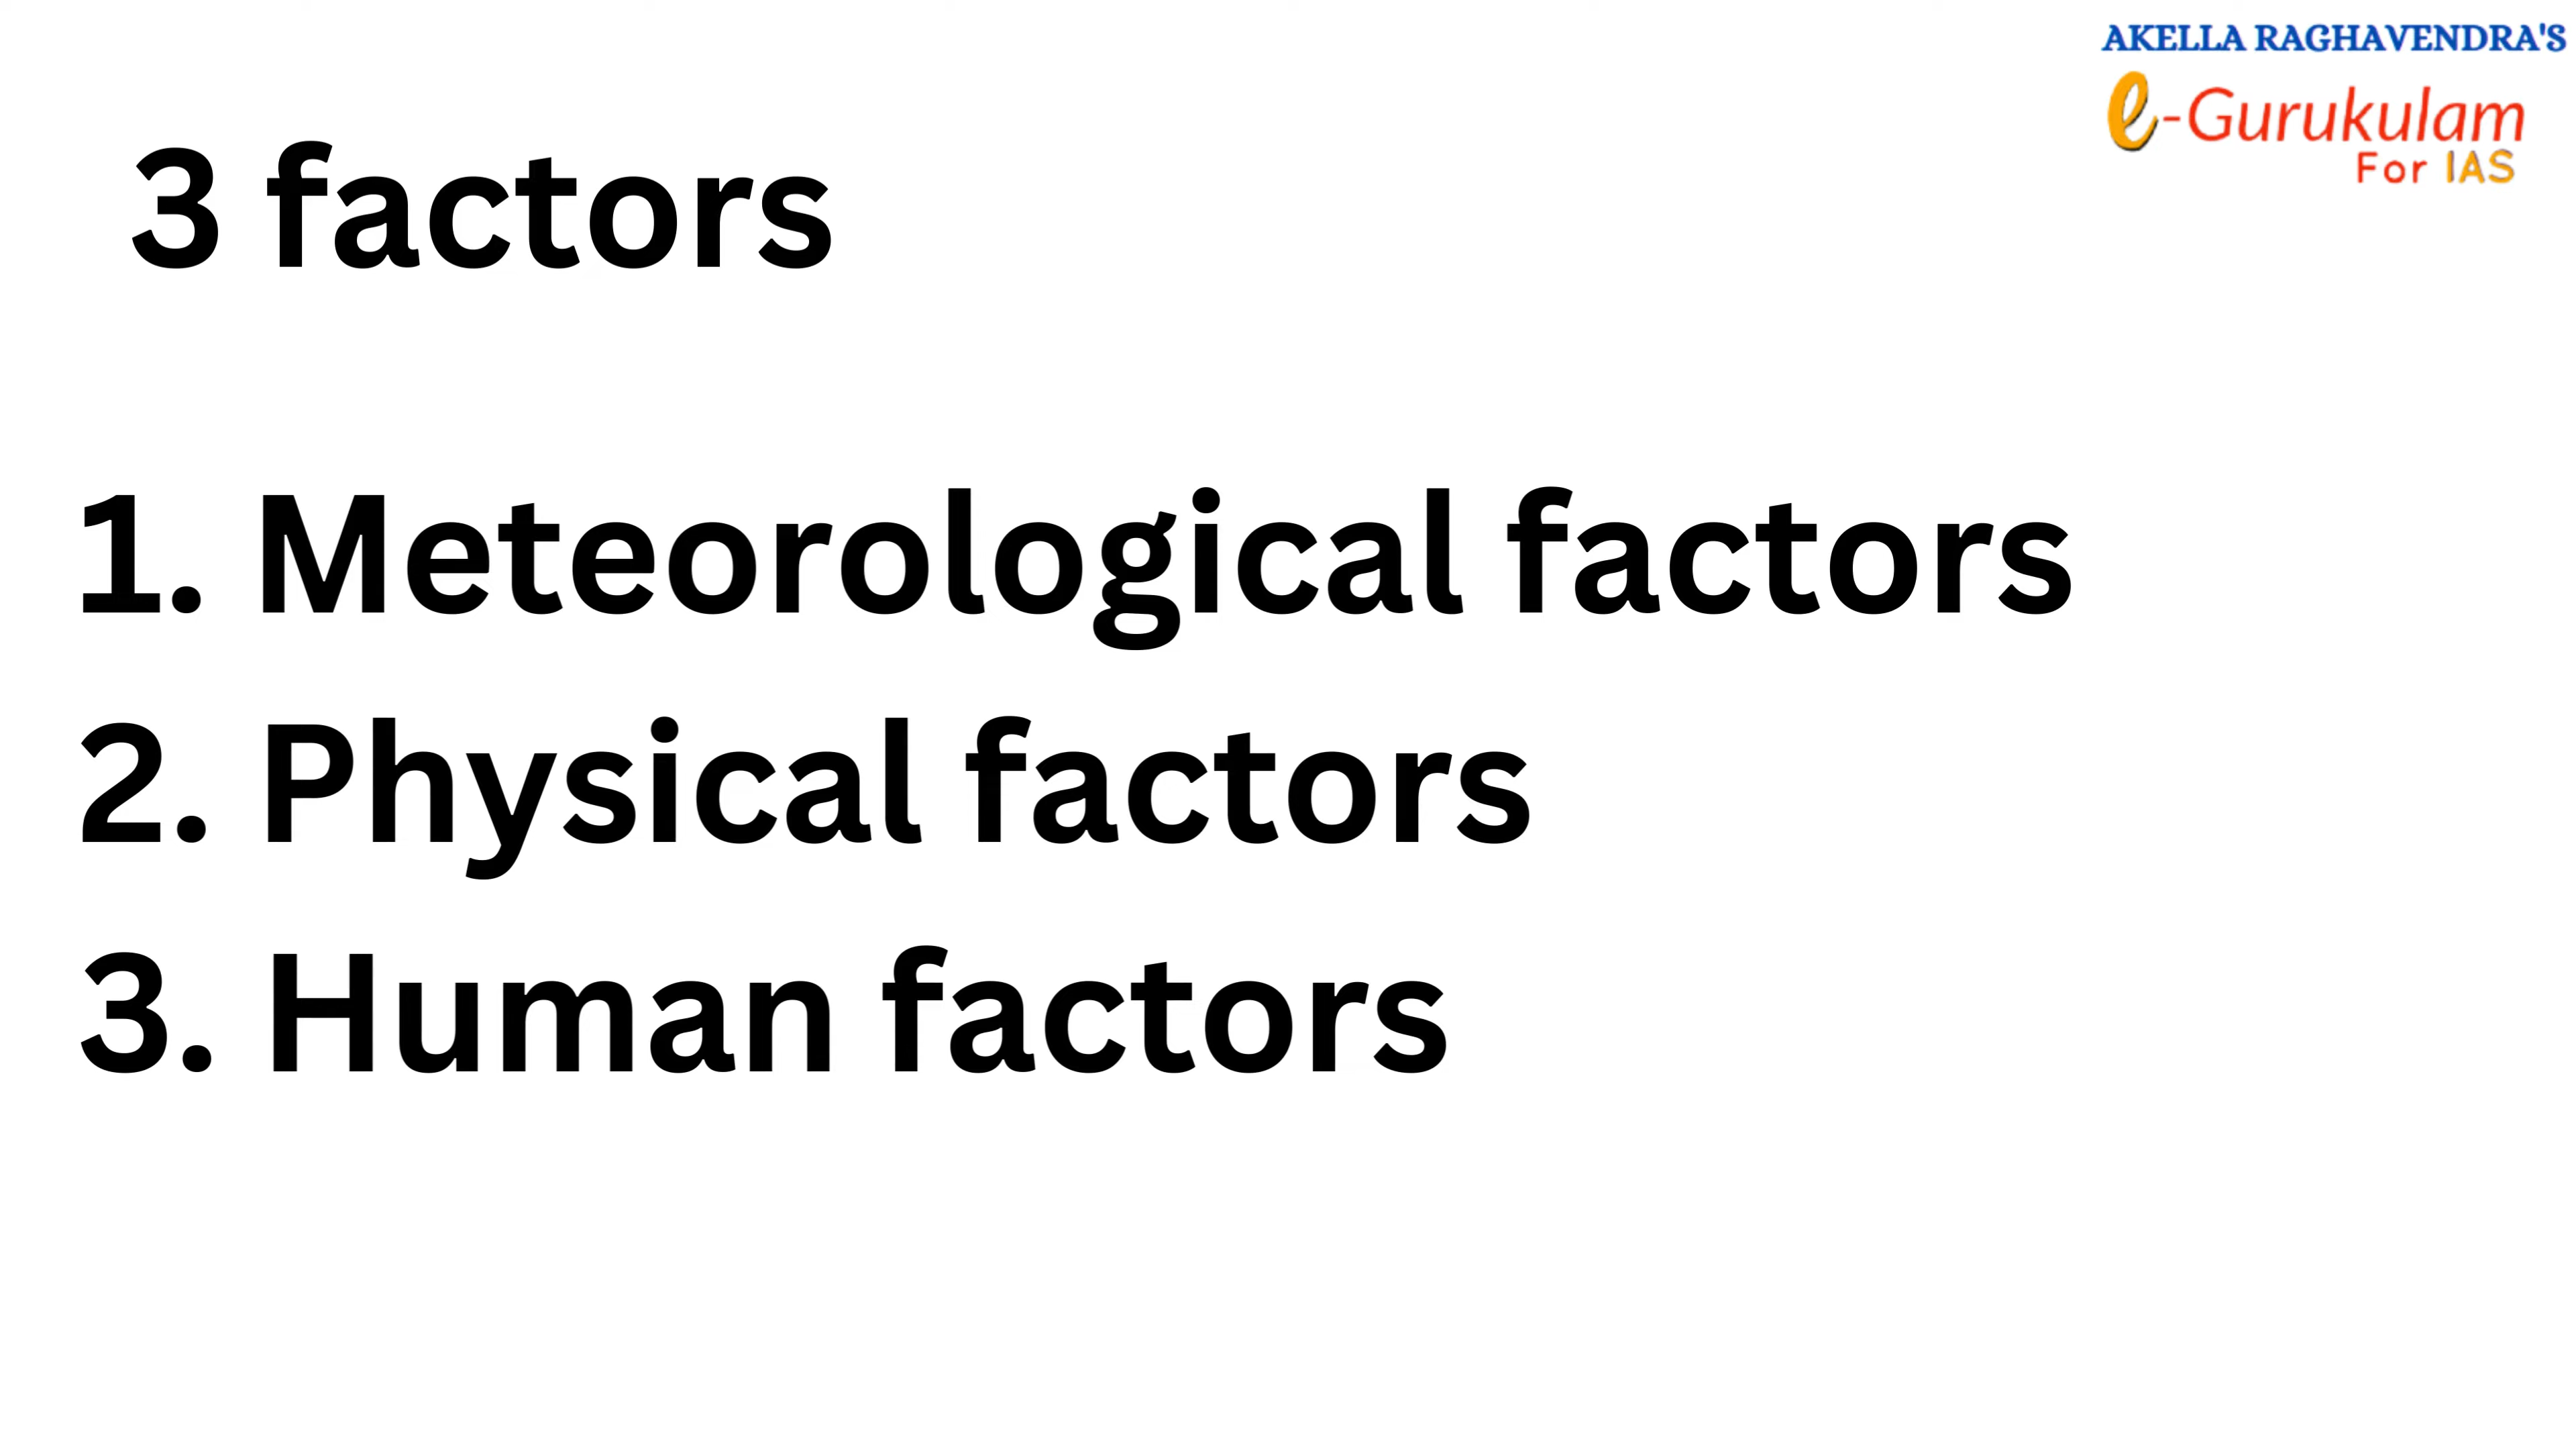 AKELLA RAGHAVENDRA'S
e-Gurukulam
For IAS
3 factors
1. Meteorological factors
2. Physical factors
3. Human factors